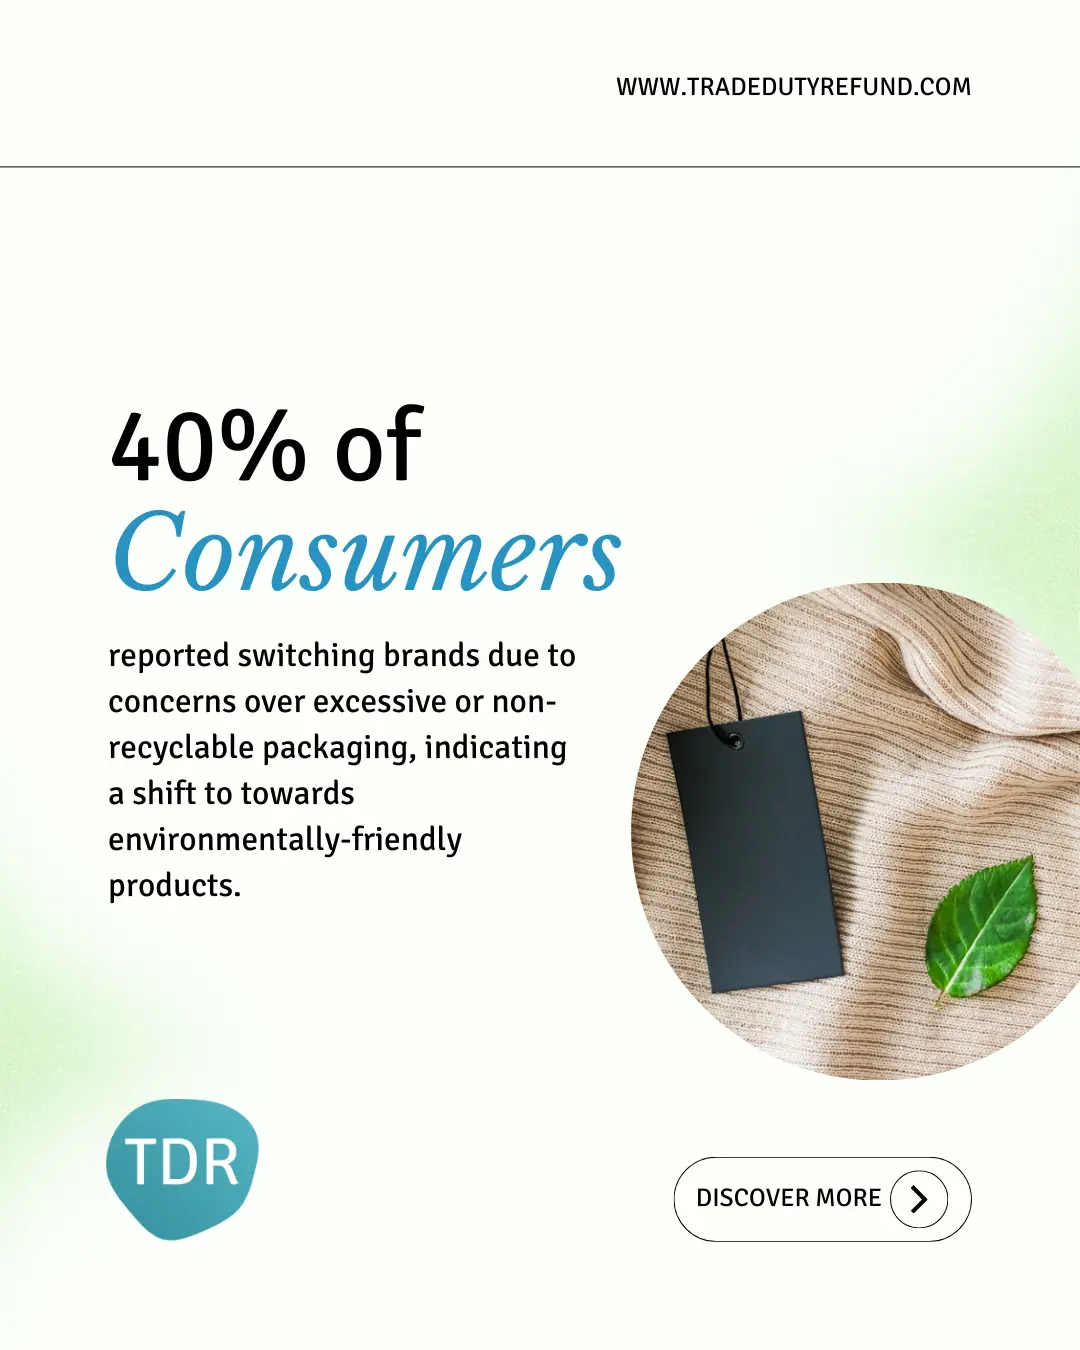 WWW.TRADEDUTYREFUND.COM
40% of
Consumers
reported switching brands due to
concerns over excessive or non-
recyclable packaging, indicating
a shift to towards
environmentally-friendly
products.
TDR
DISCOVER MORE